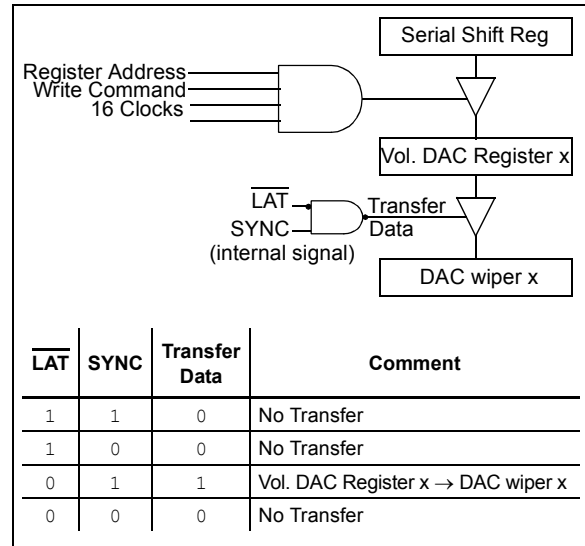 Serial Shift Reg
Register Address
Write Command
16 Clocks
Vol. DAC Register x
L̅A̅T̅
SYNC
(internal signal)
Transfer
Data
DAC wiper x
L̅A̅T̅ SYNC Transfer Data Comment
1 1 0 No Transfer
1 0 0 No Transfer
0 1 1 Vol. DAC Register x → DAC wiper x
0 0 0 No Transfer